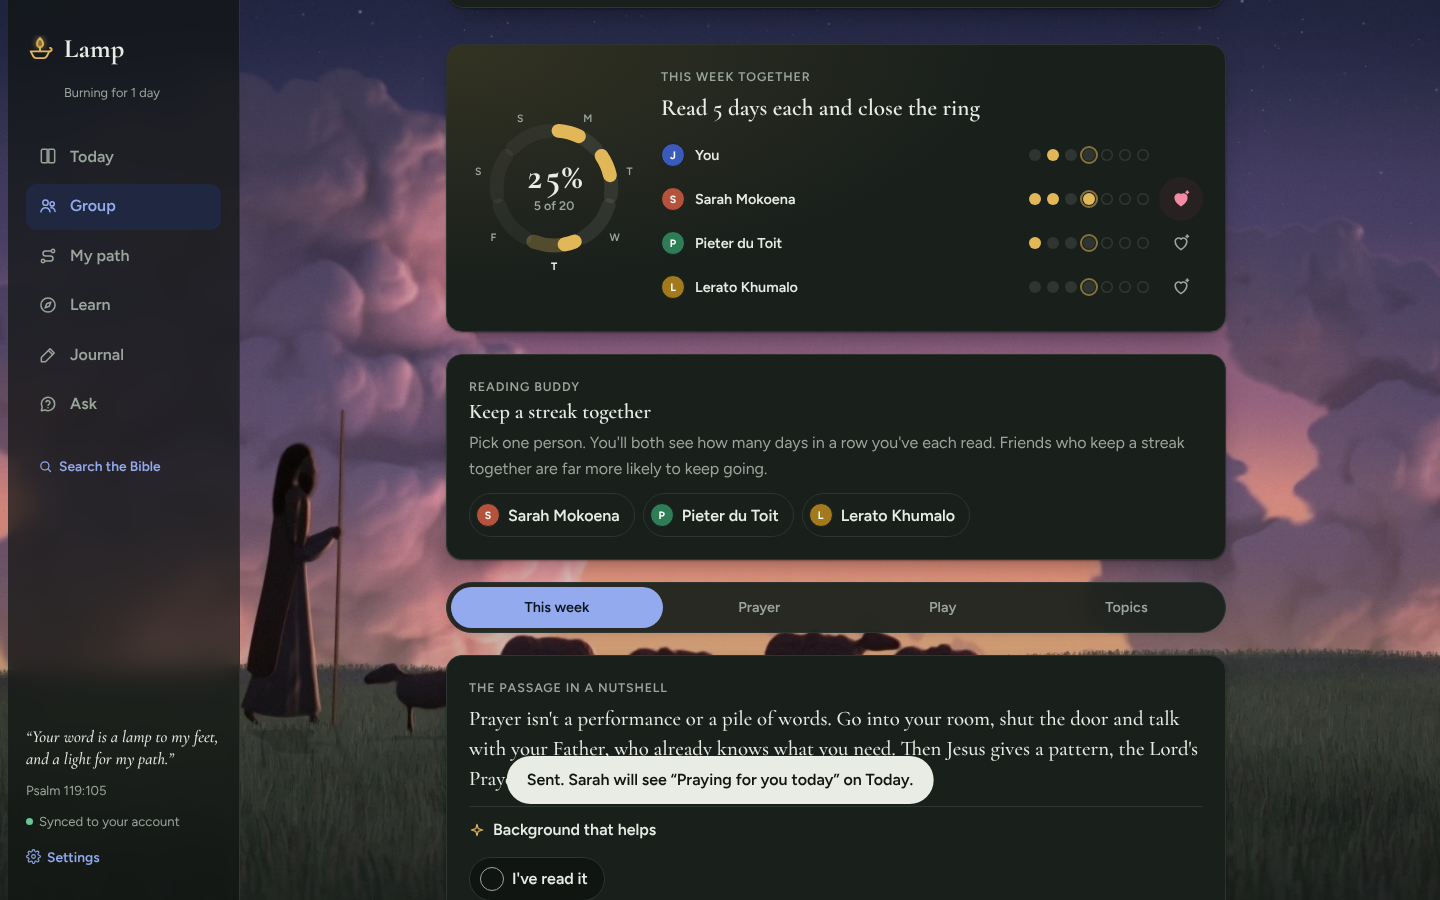 Lamp
Burning for 1 day
Today
Group
My path
Learn
Journal
Ask
Search the Bible
“Your word is a lamp to my feet,
and a light for my path.”
Psalm 119:105
Synced to your account
Settings
THIS WEEK TOGETHER
Read 5 days each and close the ring
S
M
S
T
25%
5 of 20
F
W
T
J
You
S
Sarah Mokoena
P
Pieter du Toit
L
Lerato Khumalo
READING BUDDY
Keep a streak together
Pick one person. You'll both see how many days in a row you've each read. Friends who keep a streak
together are far more likely to keep going.
S Sarah Mokoena
P Pieter du Toit
L Lerato Khumalo
This week
Prayer
Play
Topics
THE PASSAGE IN A NUTSHELL
Prayer isn't a performance or a pile of words. Go into your room, shut the door and talk
with your Father, who already knows what you need. Then Jesus gives a pattern, the Lord's
Sent. Sarah will see “Praying for you today” on Today.
Background that helps
I've read it